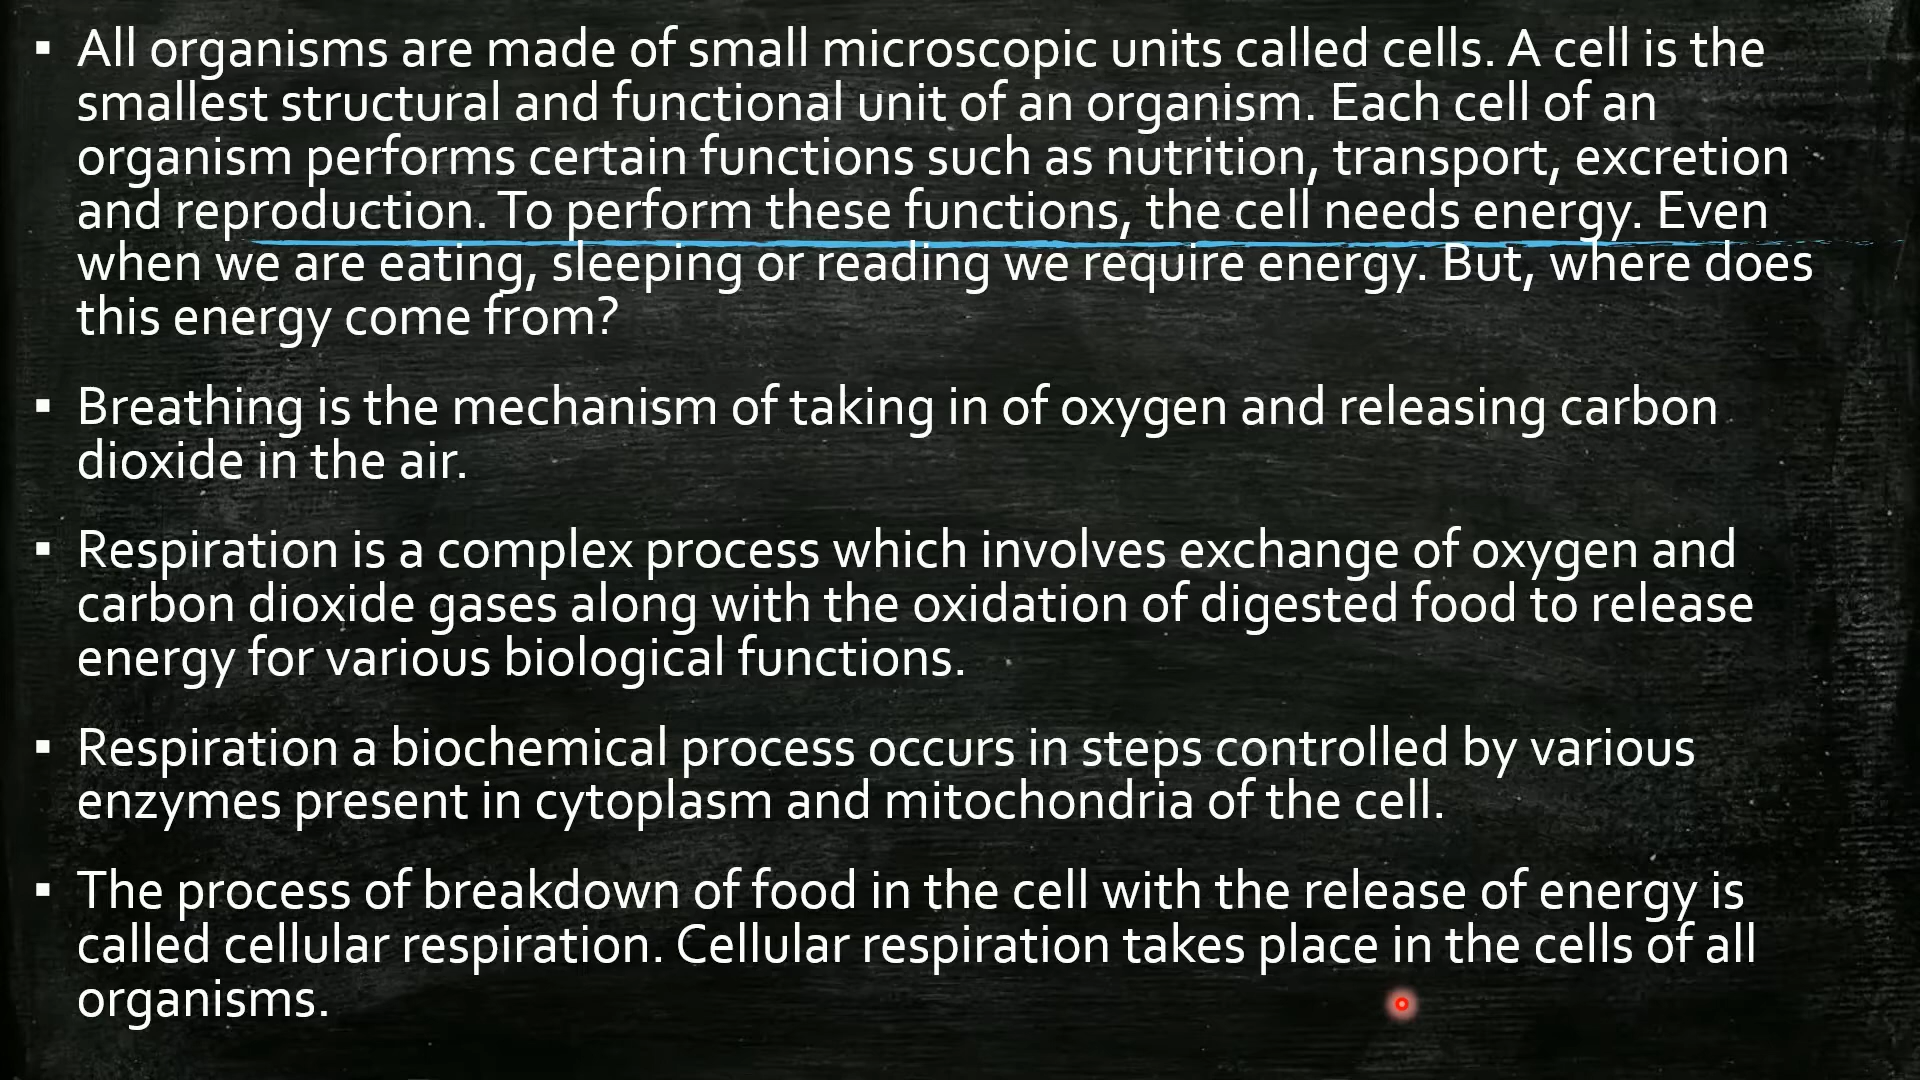 ▪ All organisms are made of small microscopic units called cells. A cell is the
smallest structural and functional unit of an organism. Each cell of an
organism performs certain functions such as nutrition, transport, excretion
and reproduction. To perform these functions, the cell needs energy. Even
when we are eating, sleeping or reading we require energy. But, where does
this energy come from?
▪ Breathing is the mechanism of taking in of oxygen and releasing carbon
dioxide in the air.
▪ Respiration is a complex process which involves exchange of oxygen and
carbon dioxide gases along with the oxidation of digested food to release
energy for various biological functions.
▪ Respiration a biochemical process occurs in steps controlled by various
enzymes present in cytoplasm and mitochondria of the cell.
▪ The process of breakdown of food in the cell with the release of energy is
called cellular respiration. Cellular respiration takes place in the cells of all
organisms.